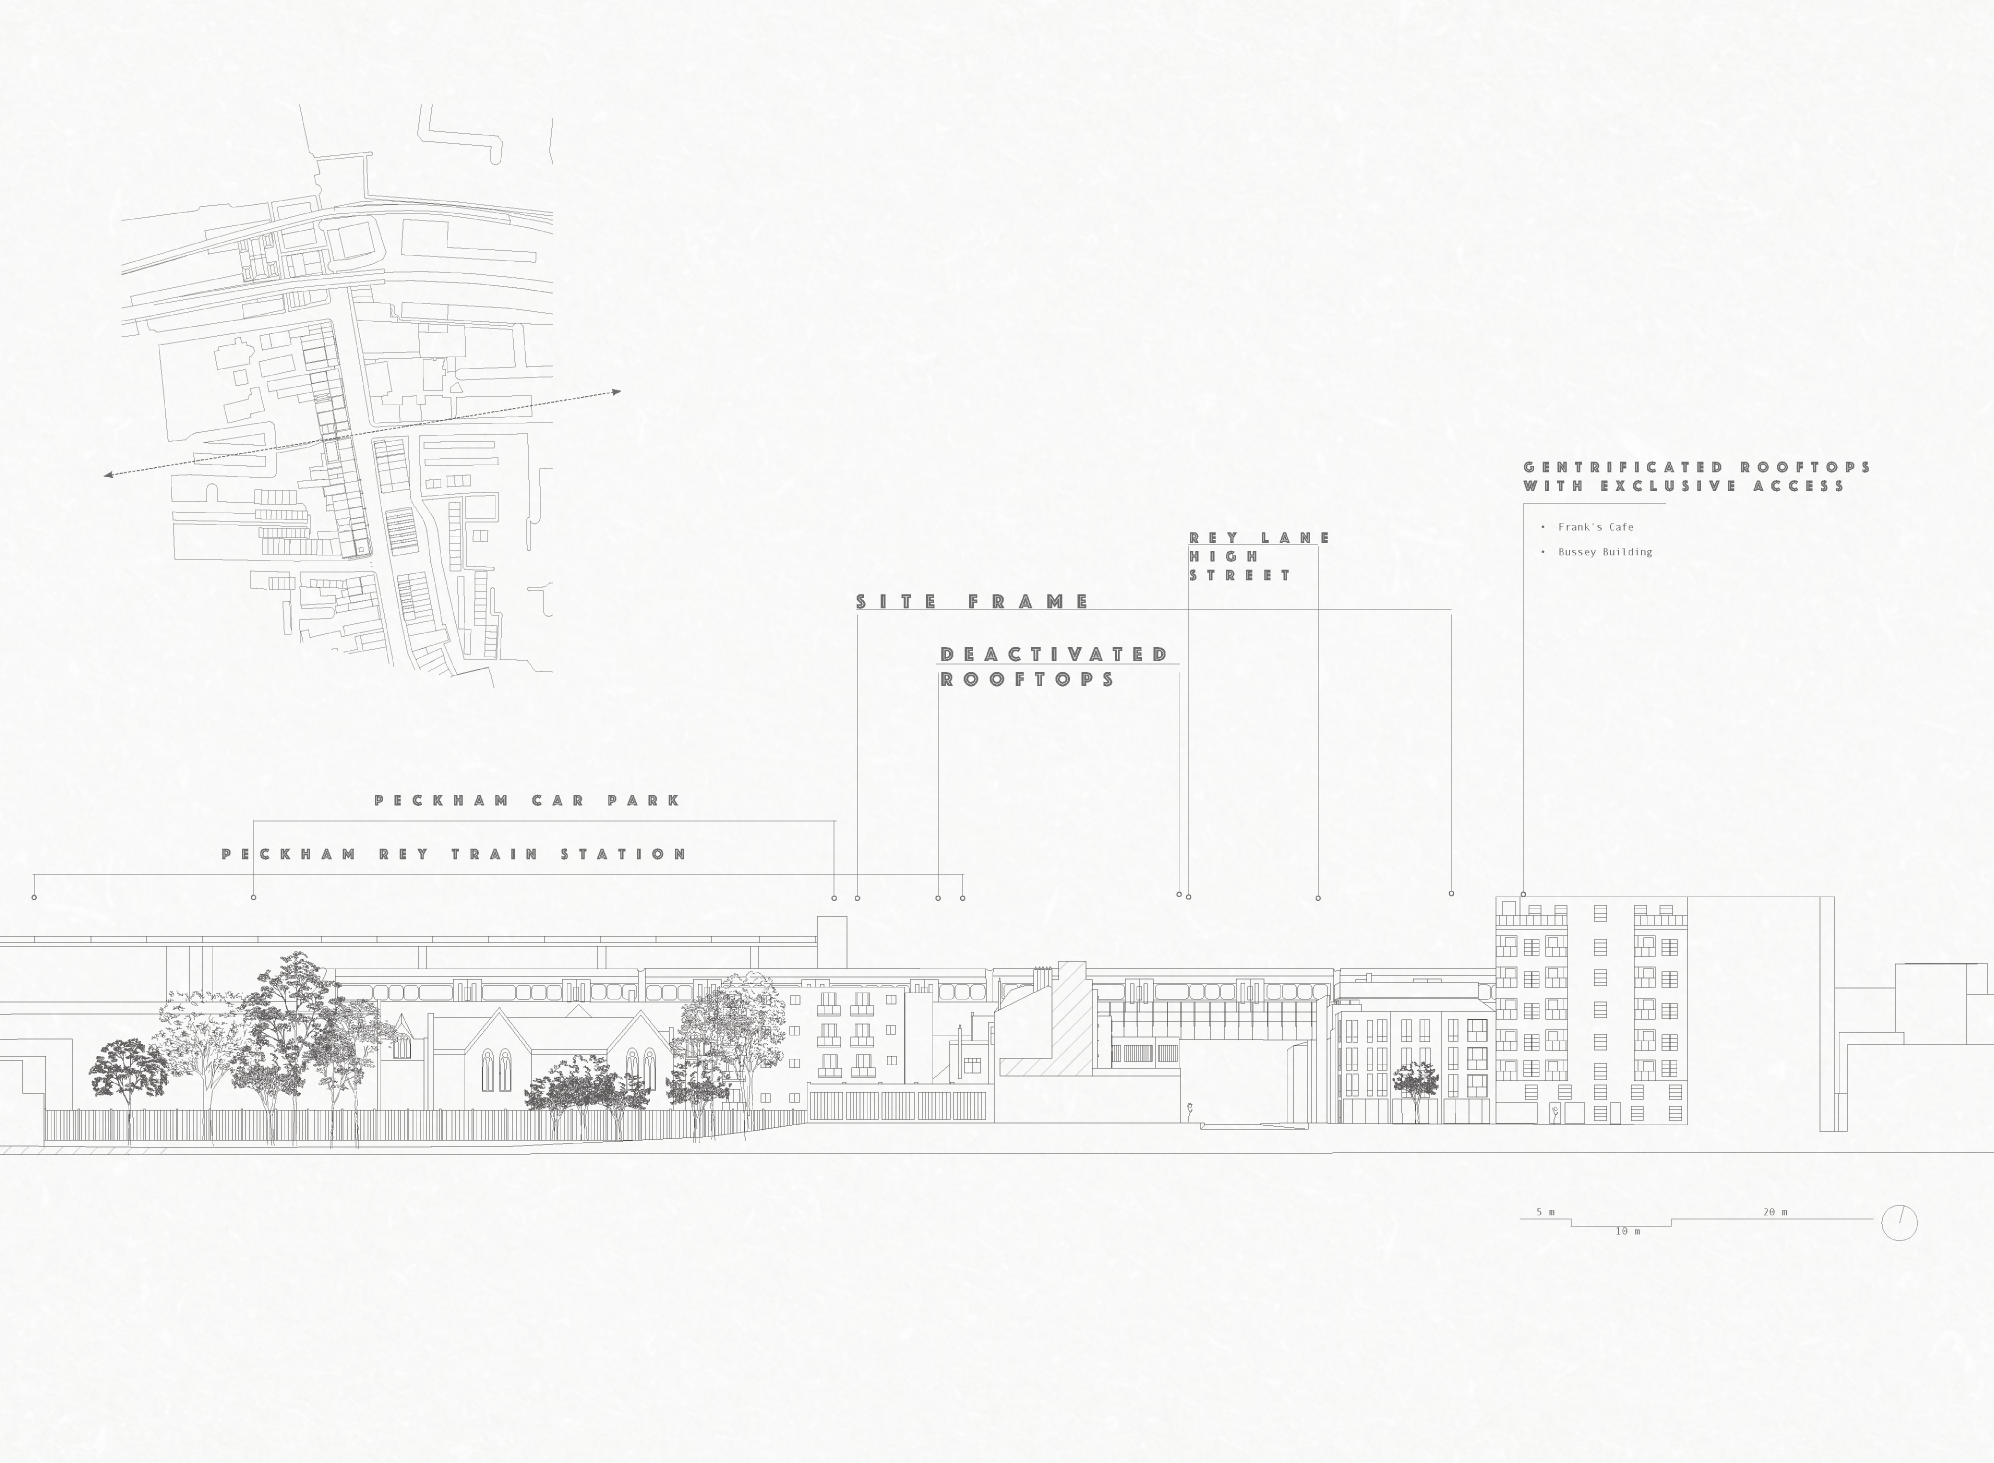 GENTRIFICATED ROOFTOPS
WITH EXCLUSIVE ACCESS
• Frank's Cafe
• Bussey Building
REY LANE
HIGH
STREET
SITE FRAME
DEACTIVATED
ROOFTOPS
PECKHAM CAR PARK
PECKHAM REY TRAIN STATION
5 m
10 m
20 m